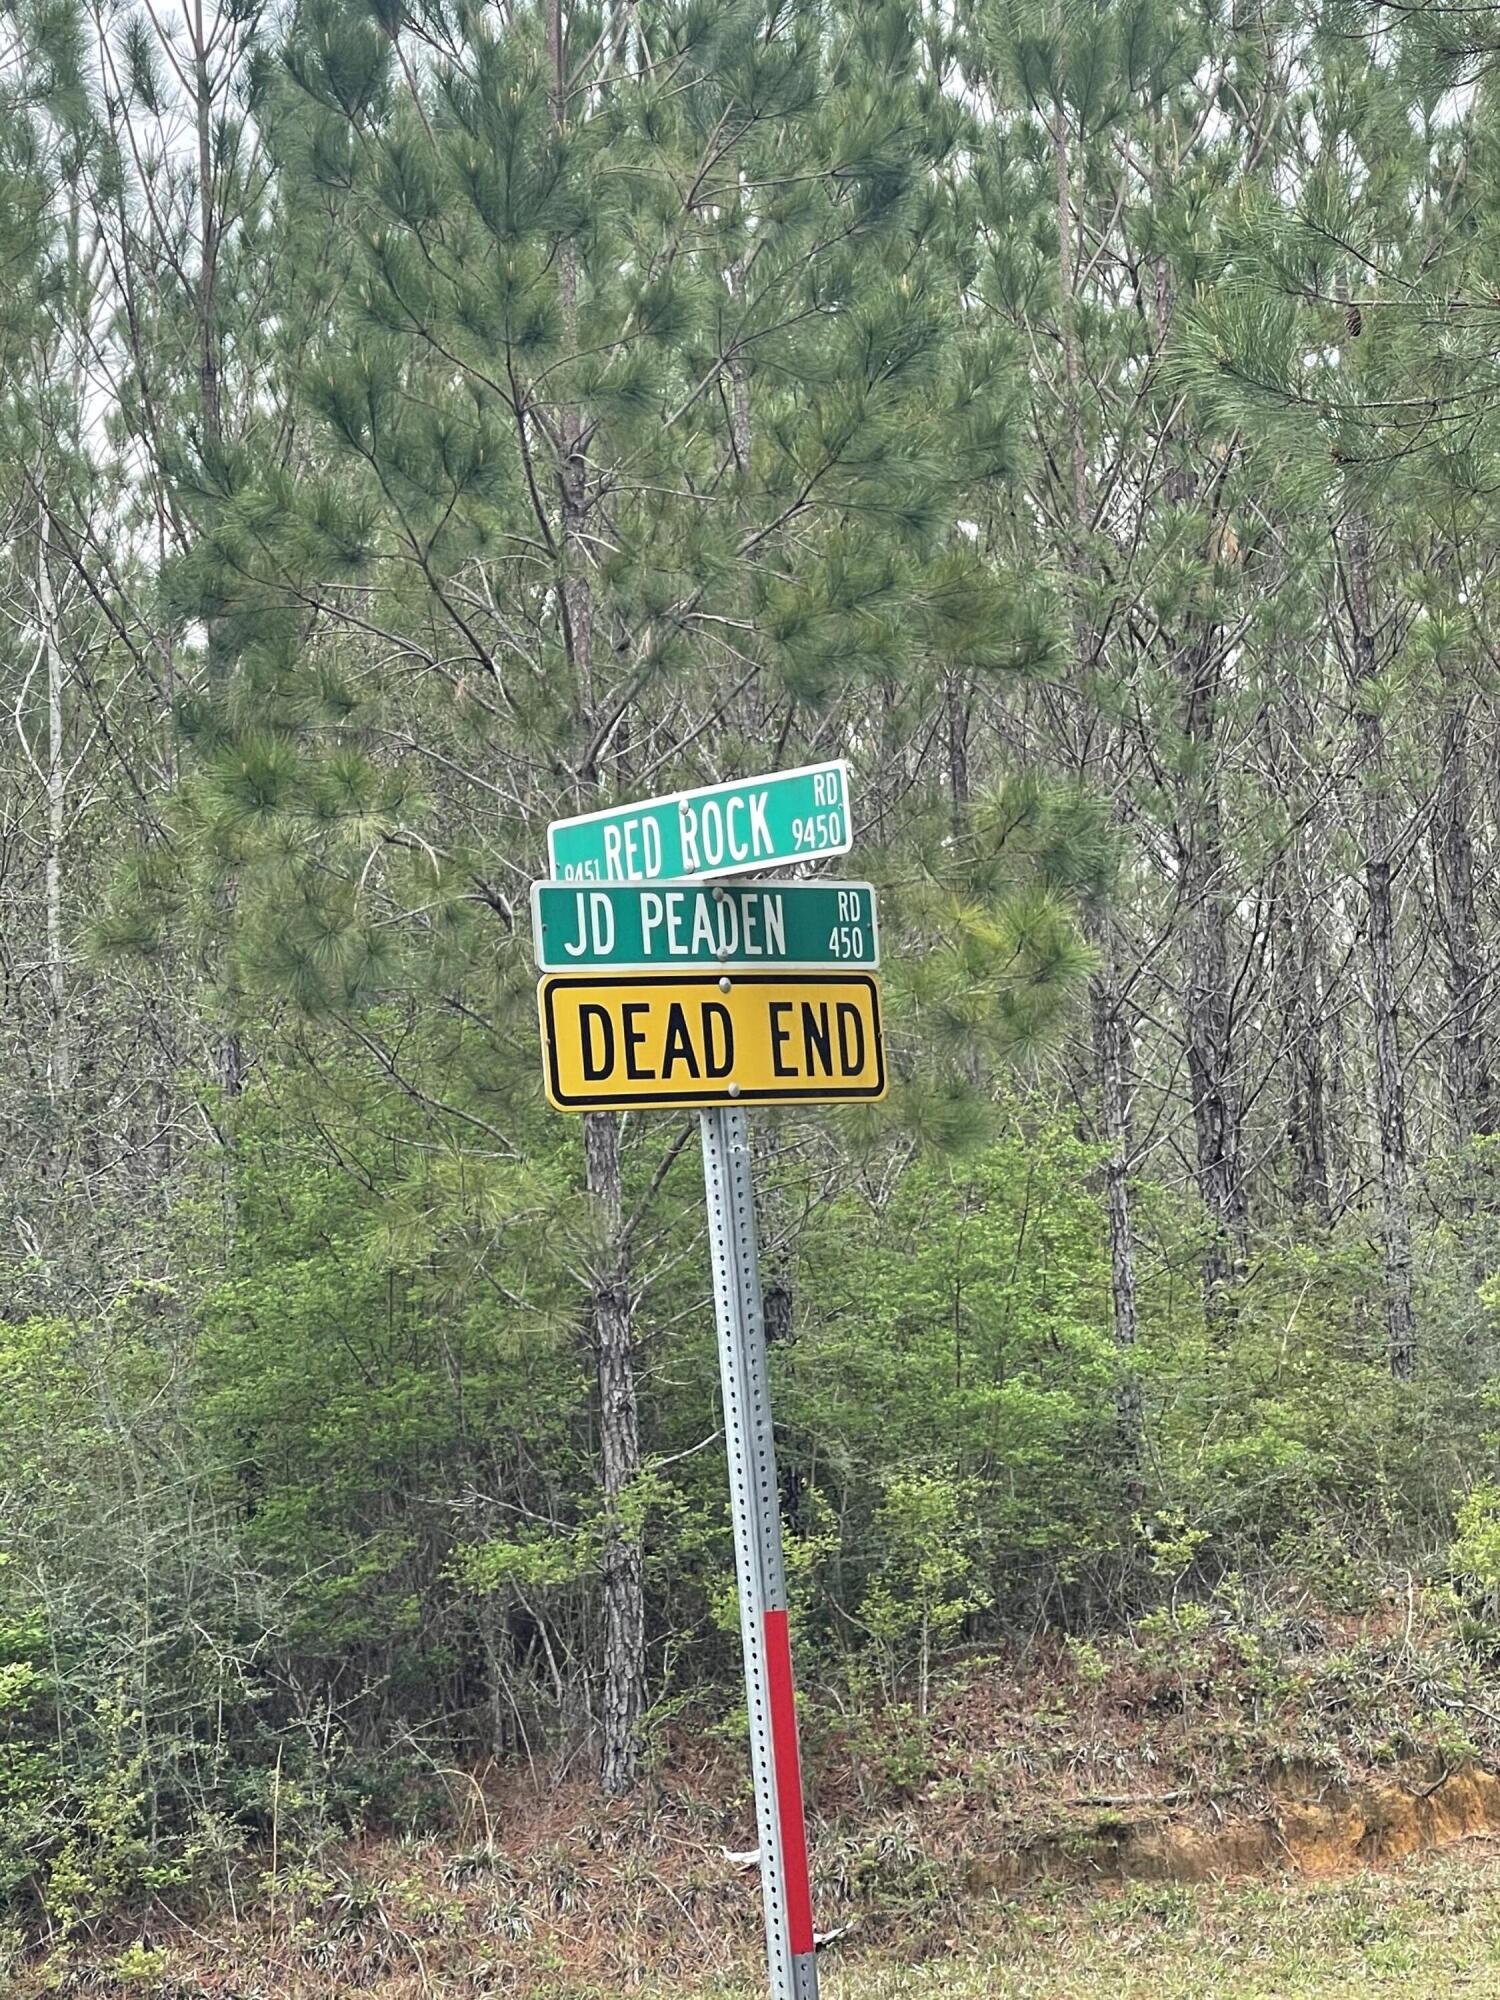 RED ROCK RD
9451 9450
JD PEADEN RD
450
DEAD END